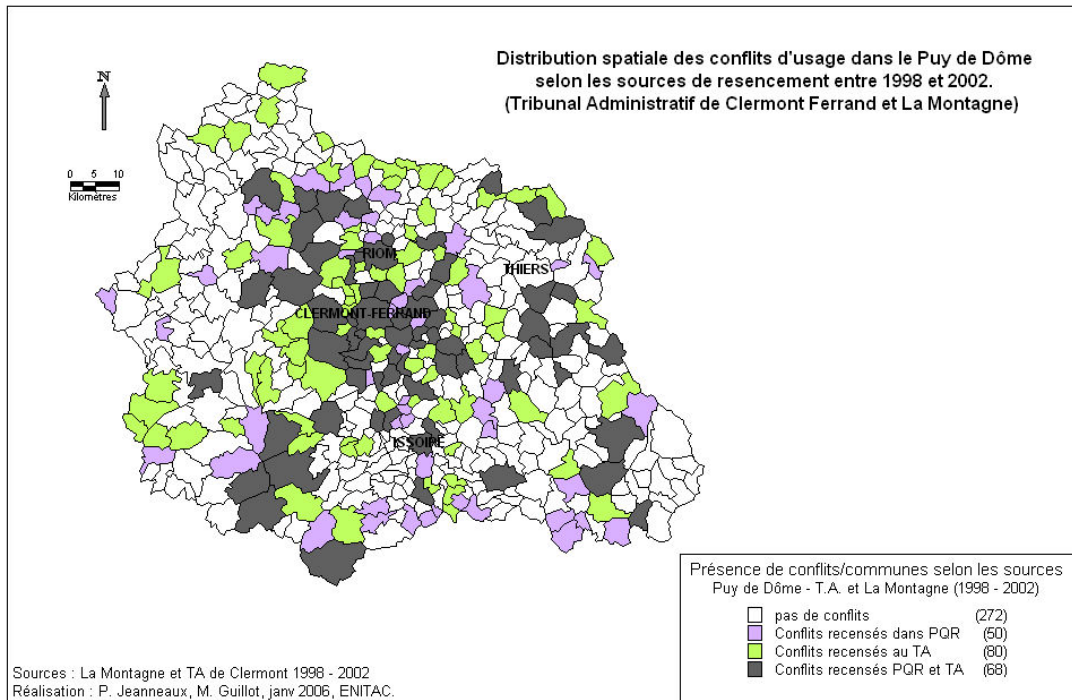 Distribution spatiale des conflits d'usage dans le Puy de Dôme
selon les sources de resencement entre 1998 et 2002.
(Tribunal Administratif de Clermont Ferrand et La Montagne)
N
0 5 10
Kilomètres
RIOM
THIERS
CLERMONT-FERRAND
ISSOIRE
Présence de conflits/communes selon les sources
Puy de Dôme - T.A. et La Montagne (1998 - 2002)
pas de conflits (272)
Conflits recensés dans PQR (50)
Conflits recensés au TA (80)
Conflits recensés PQR et TA (68)
Sources : La Montagne et TA de Clermont 1998 - 2002
Réalisation : P. Jeanneaux, M. Guillot, janv 2006, ENITAC.